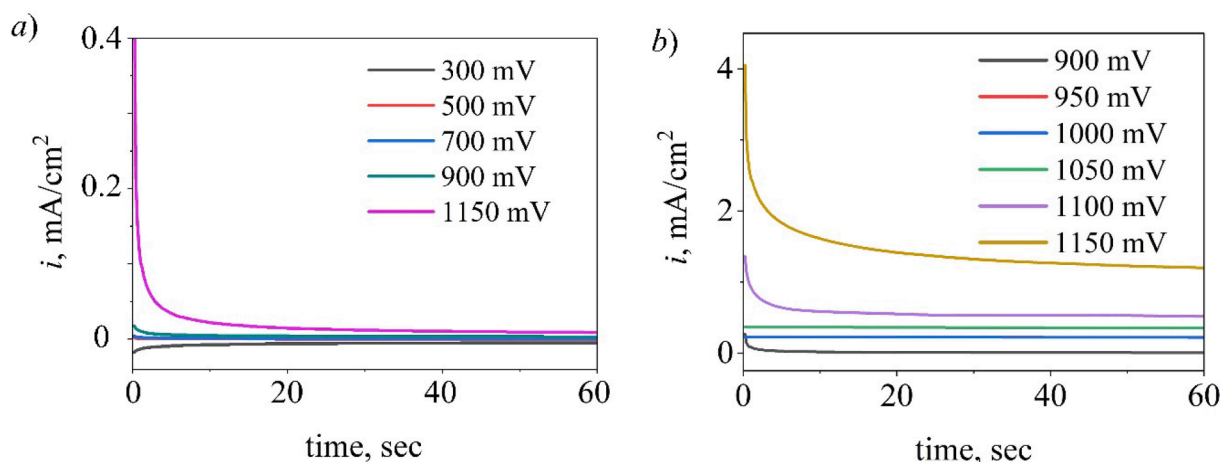 a)
0.4
0.2
0
i, mA/cm²
300 mV
500 mV
700 mV
900 mV
1150 mV
0 20 40 60
time, sec
b)
4
2
0
i, mA/cm²
900 mV
950 mV
1000 mV
1050 mV
1100 mV
1150 mV
0 20 40 60
time, sec